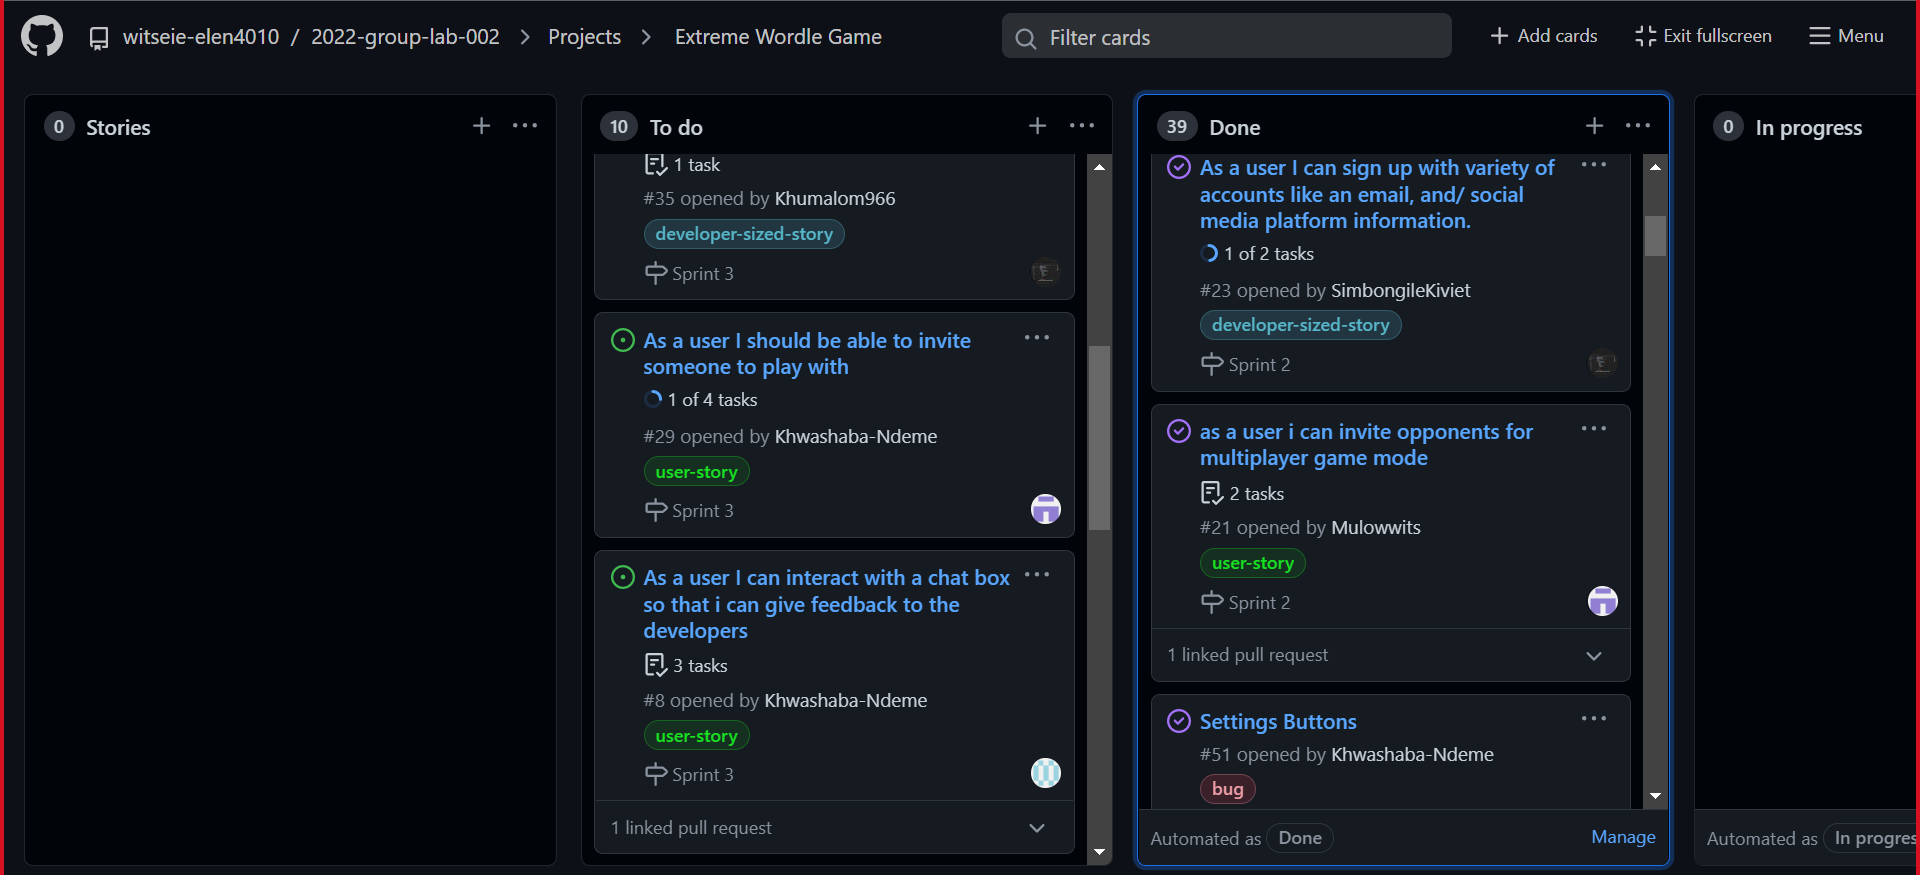 witseie-elen4010 / 2022-group-lab-002 > Projects > Extreme Wordle Game
Filter cards
Add cards
Exit fullscreen
Menu
0 Stories
10 To do
1 task
#35 opened by Khumalom966
developer-sized-story
Sprint 3
As a user I should be able to invite
someone to play with
1 of 4 tasks
#29 opened by Khwashaba-Ndeme
user-story
Sprint 3
As a user I can interact with a chat box
so that i can give feedback to the
developers
3 tasks
#8 opened by Khwashaba-Ndeme
user-story
Sprint 3
1 linked pull request
39 Done
As a user I can sign up with variety of
accounts like an email, and/ social
media platform information.
1 of 2 tasks
#23 opened by SimbongileKiviet
developer-sized-story
Sprint 2
as a user i can invite opponents for
multiplayer game mode
2 tasks
#21 opened by Mulowwits
user-story
Sprint 2
1 linked pull request
Settings Buttons
#51 opened by Khwashaba-Ndeme
bug
Automated as Done
Manage
0 In progress
Automated as In progres